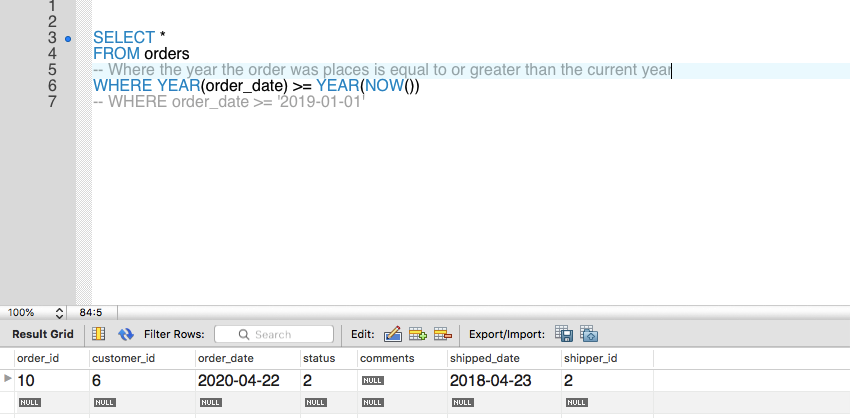 1
2
3 SELECT *
4 FROM orders
5 -- Where the year the order was places is equal to or greater than the current year
6 WHERE YEAR(order_date) >= YEAR(NOW())
7 -- WHERE order_date >= '2019-01-01'
100% 84:5
Result Grid Filter Rows: Search Edit: Export/Import:
order_id customer_id order_date status comments shipped_date shipper_id
10 6 2020-04-22 2 NULL 2018-04-23 2
NULL NULL NULL NULL NULL NULL NULL